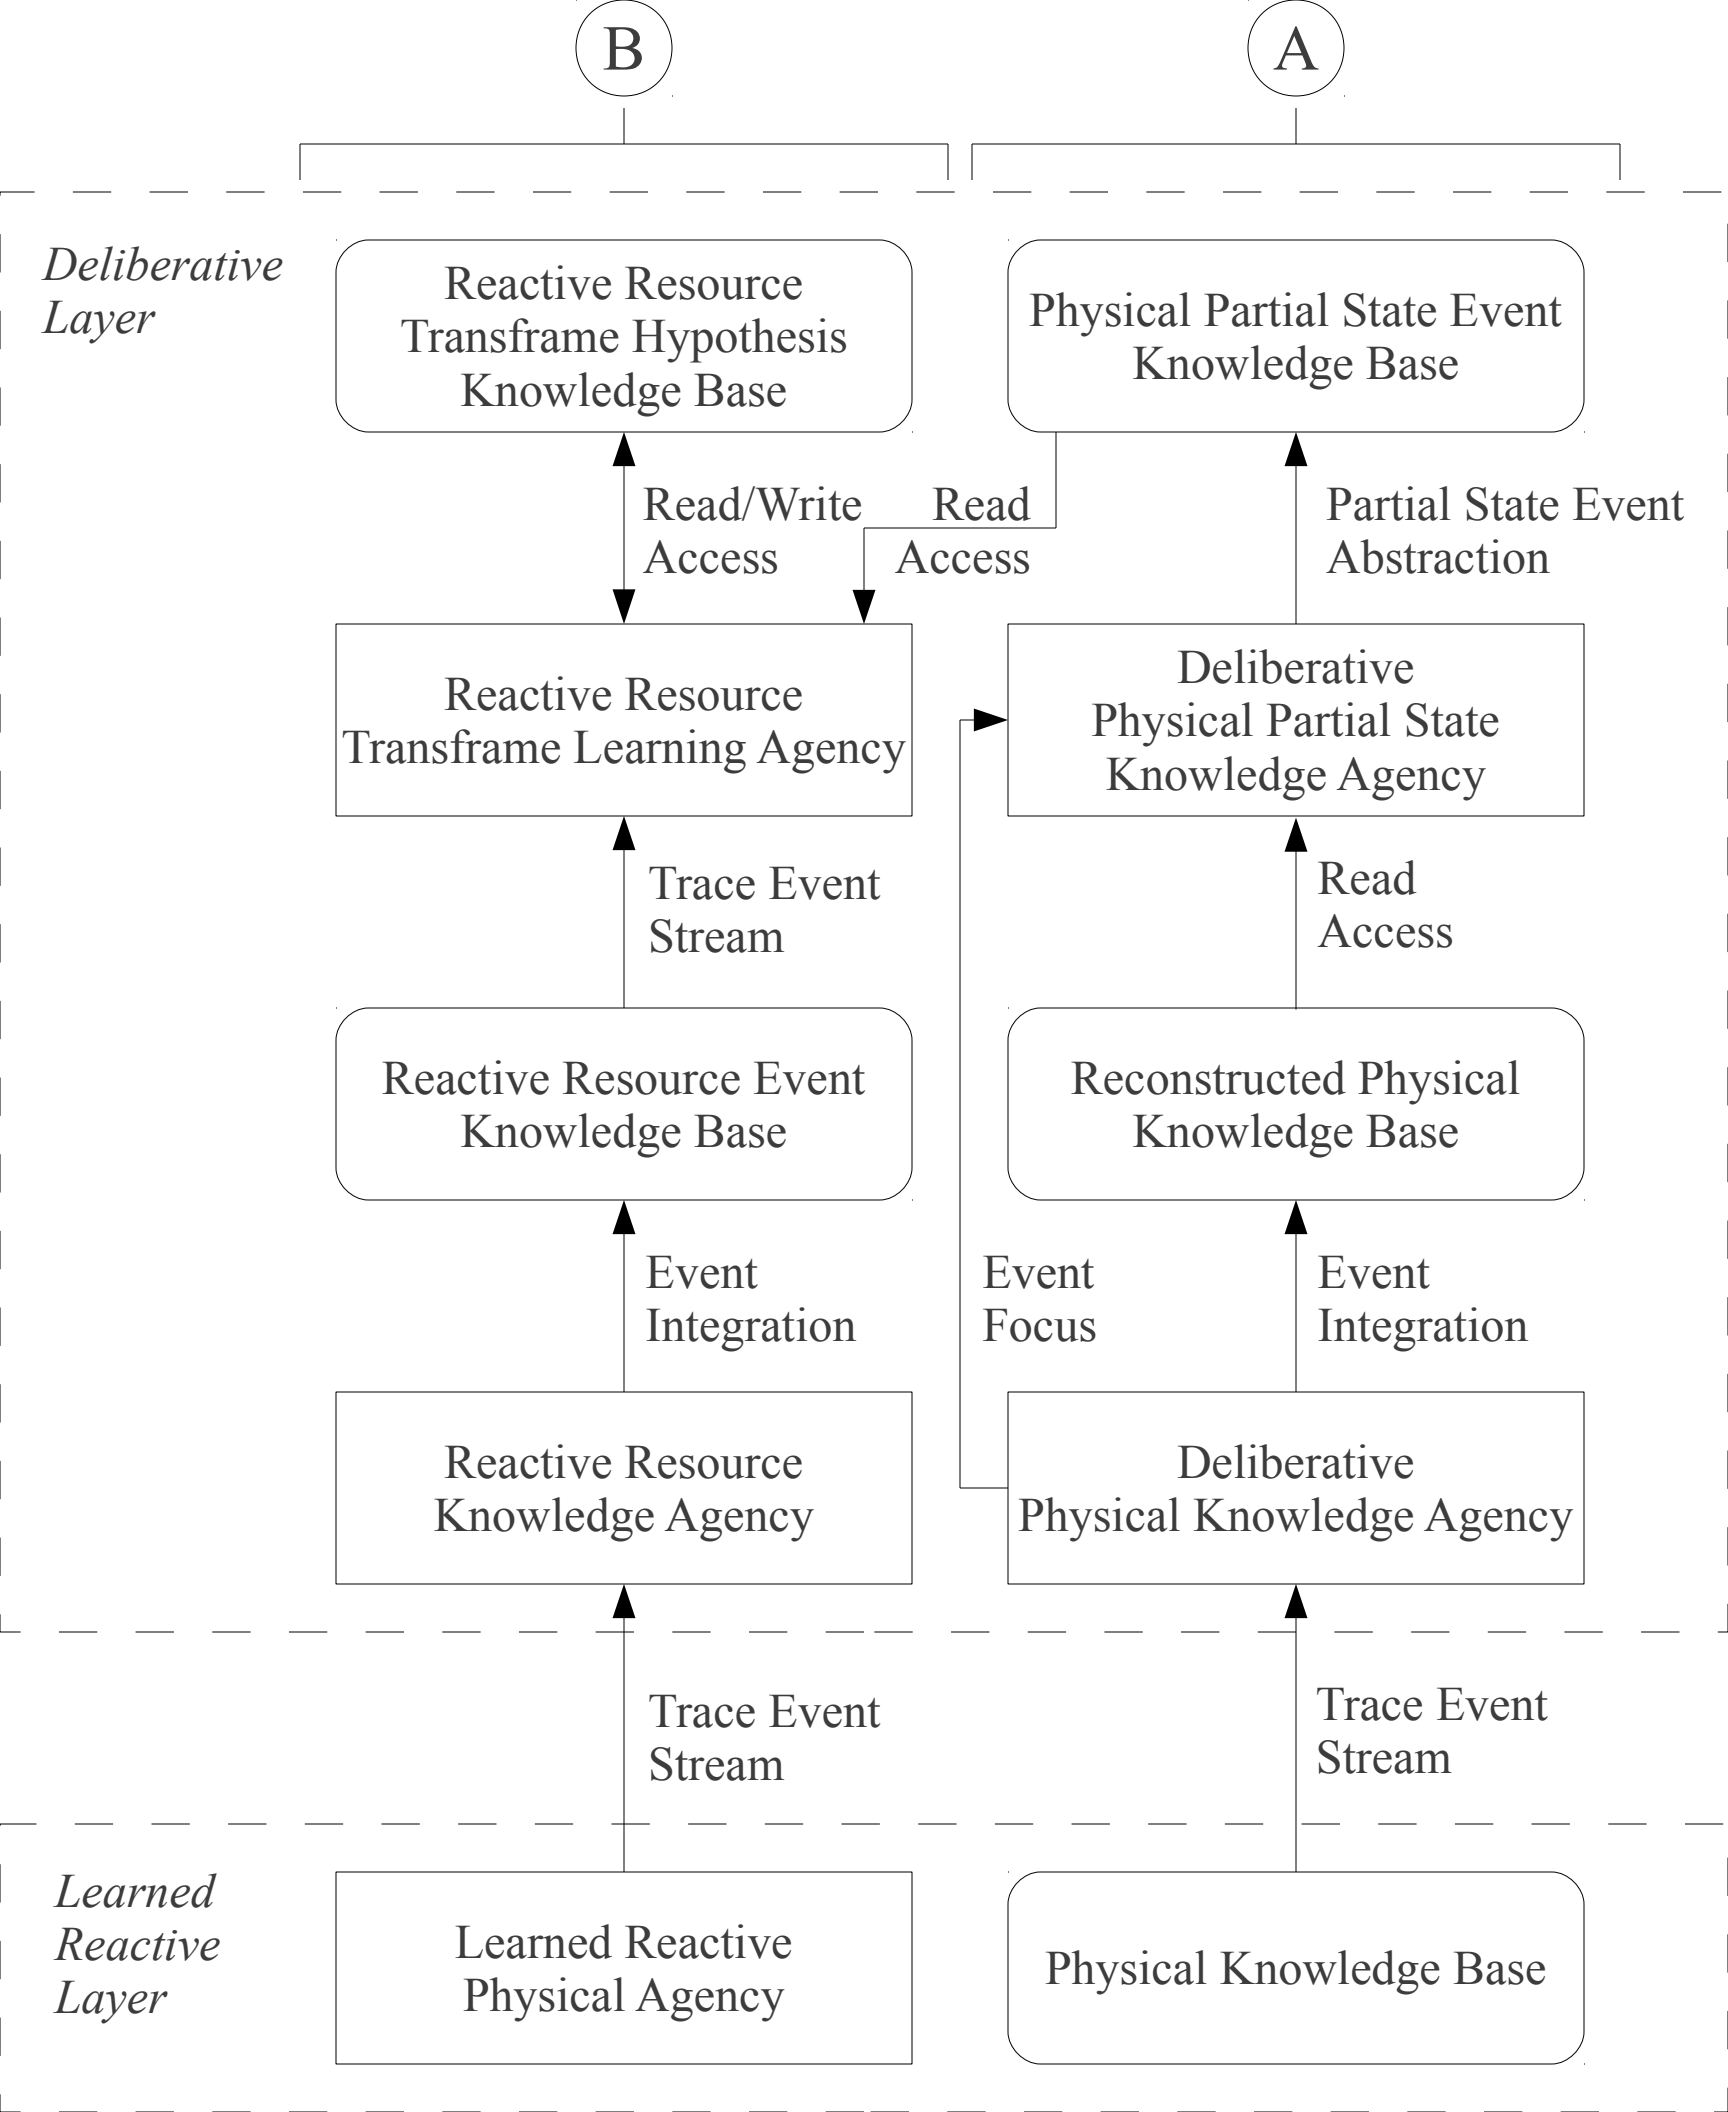 B
A
Deliberative
Layer
Reactive Resource
Transframe Hypothesis
Knowledge Base
Physical Partial State Event
Knowledge Base
Read/Write
Access
Read
Access
Partial State Event
Abstraction
Reactive Resource
Transframe Learning Agency
Deliberative
Physical Partial State
Knowledge Agency
Trace Event
Stream
Read
Access
Reactive Resource Event
Knowledge Base
Reconstructed Physical
Knowledge Base
Event
Integration
Event
Focus
Event
Integration
Reactive Resource
Knowledge Agency
Deliberative
Physical Knowledge Agency
Trace Event
Stream
Trace Event
Stream
Learned
Reactive
Layer
Learned Reactive
Physical Agency
Physical Knowledge Base